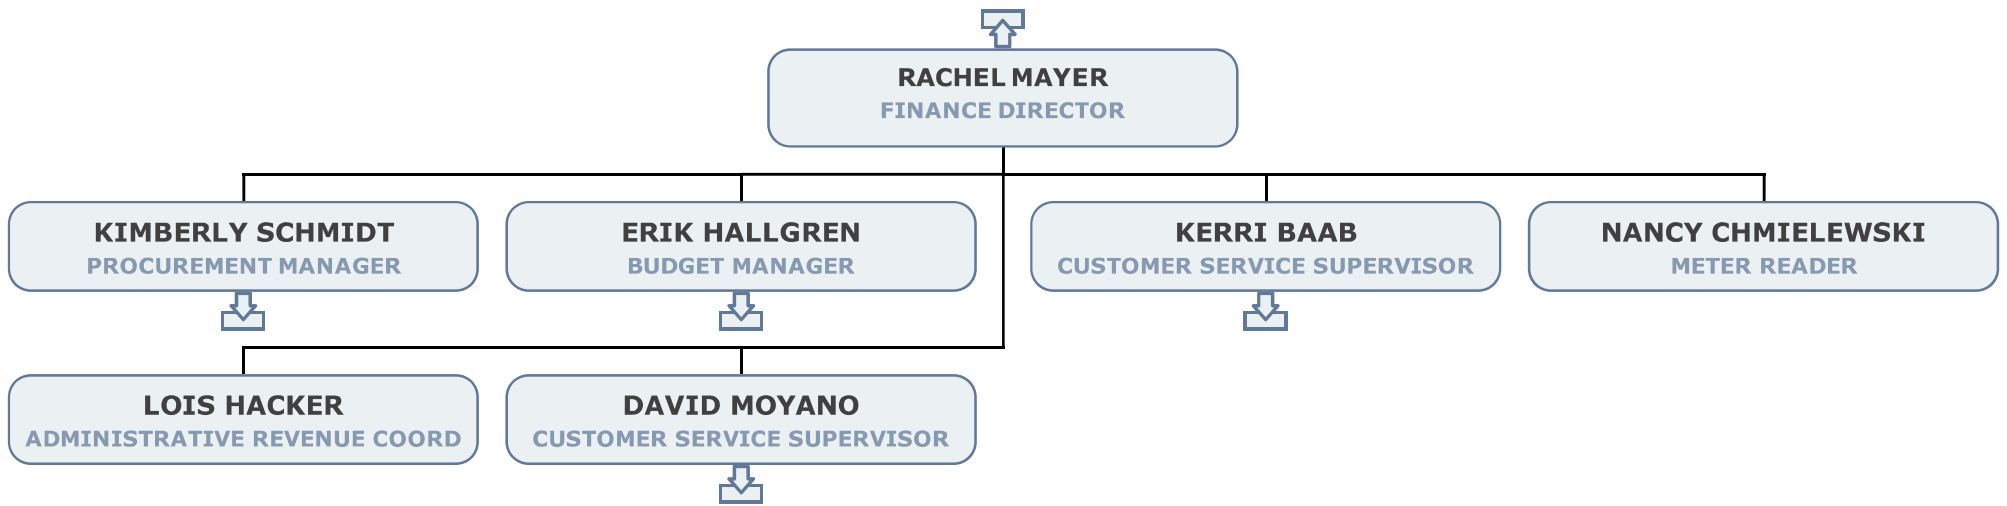 RACHEL MAYER
FINANCE DIRECTOR
KIMBERLY SCHMIDT
PROCUREMENT MANAGER
ERIK HALLGREN
BUDGET MANAGER
KERRI BAAB
CUSTOMER SERVICE SUPERVISOR
NANCY CHMIELEWSKI
METER READER
LOIS HACKER
ADMINISTRATIVE REVENUE COORD
DAVID MOYANO
CUSTOMER SERVICE SUPERVISOR